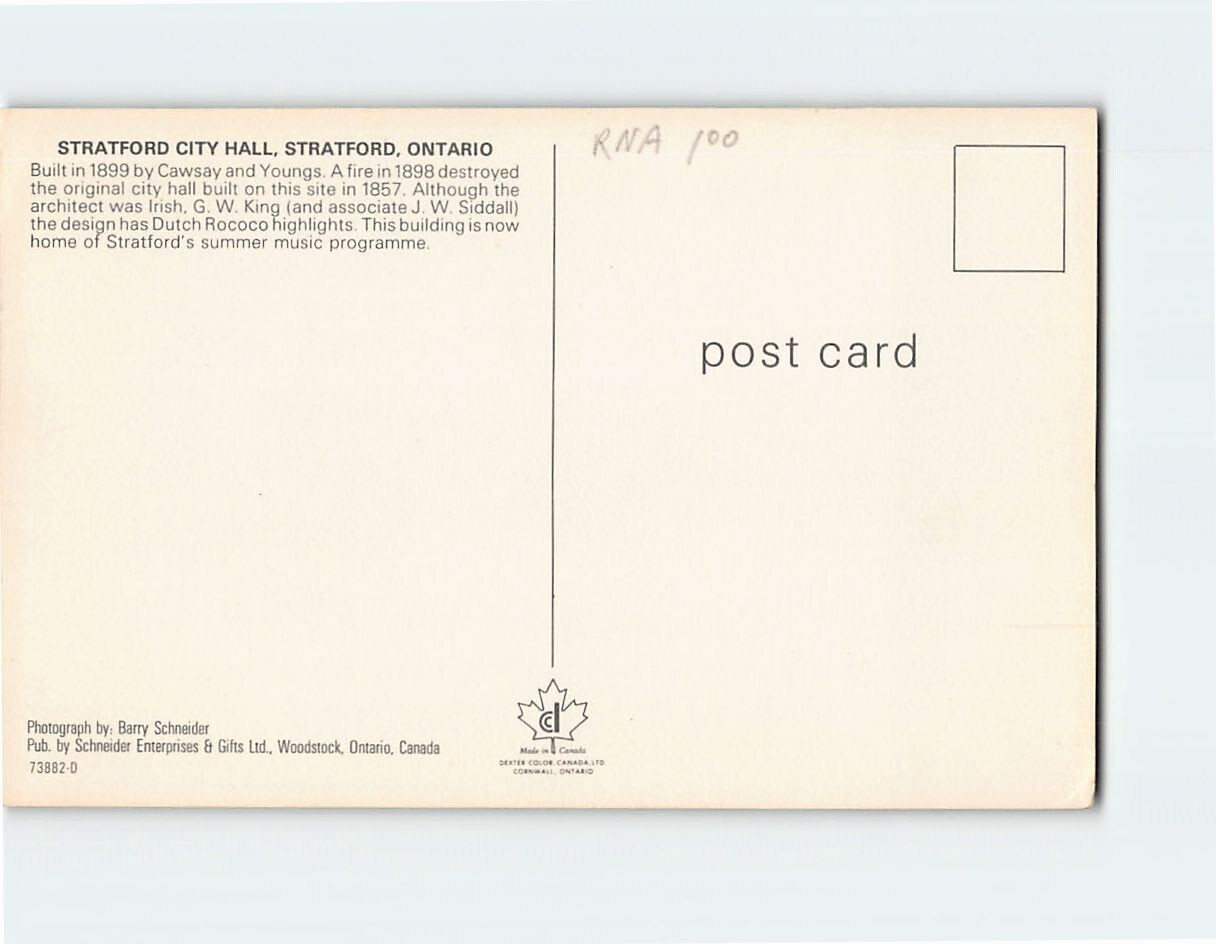 STRATFORD CITY HALL, STRATFORD, ONTARIO
Built in 1899 by Cawsay and Youngs. A fire in 1898 destroyed
the original city hall built on this site in 1857. Although the
architect was Irish, G. W. King (and associate J. W. Siddall)
the design has Dutch Rococo highlights. This building is now
home of Stratford's summer music programme.
RNA 100
post card
Photograph by: Barry Schneider
Pub. by Schneider Enterprises & Gifts Ltd., Woodstock, Ontario, Canada
73882-D
cd
Made in Canada
DEXTER COLOR CANADA LTD.
CORNWALL, ONTARIO